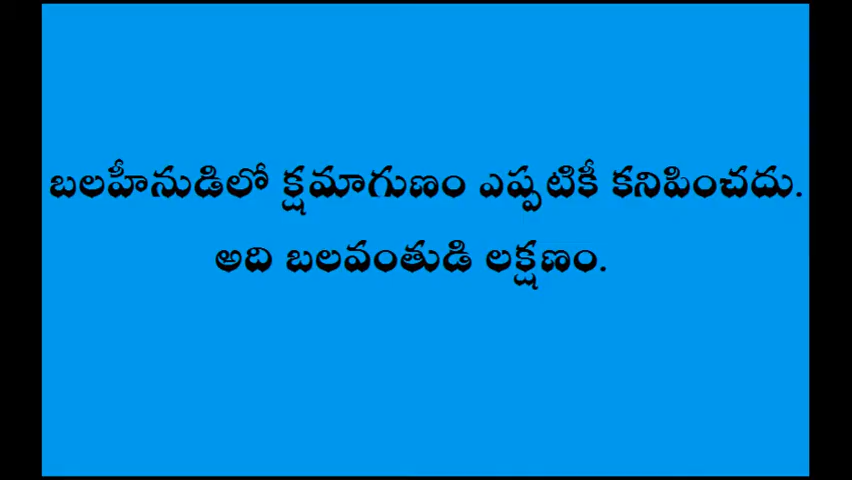 బలహీనుడిలో క్షమాగుణం ఎప్పటికీ కనిపించదు.
అది బలవంతుడి లక్షణం.